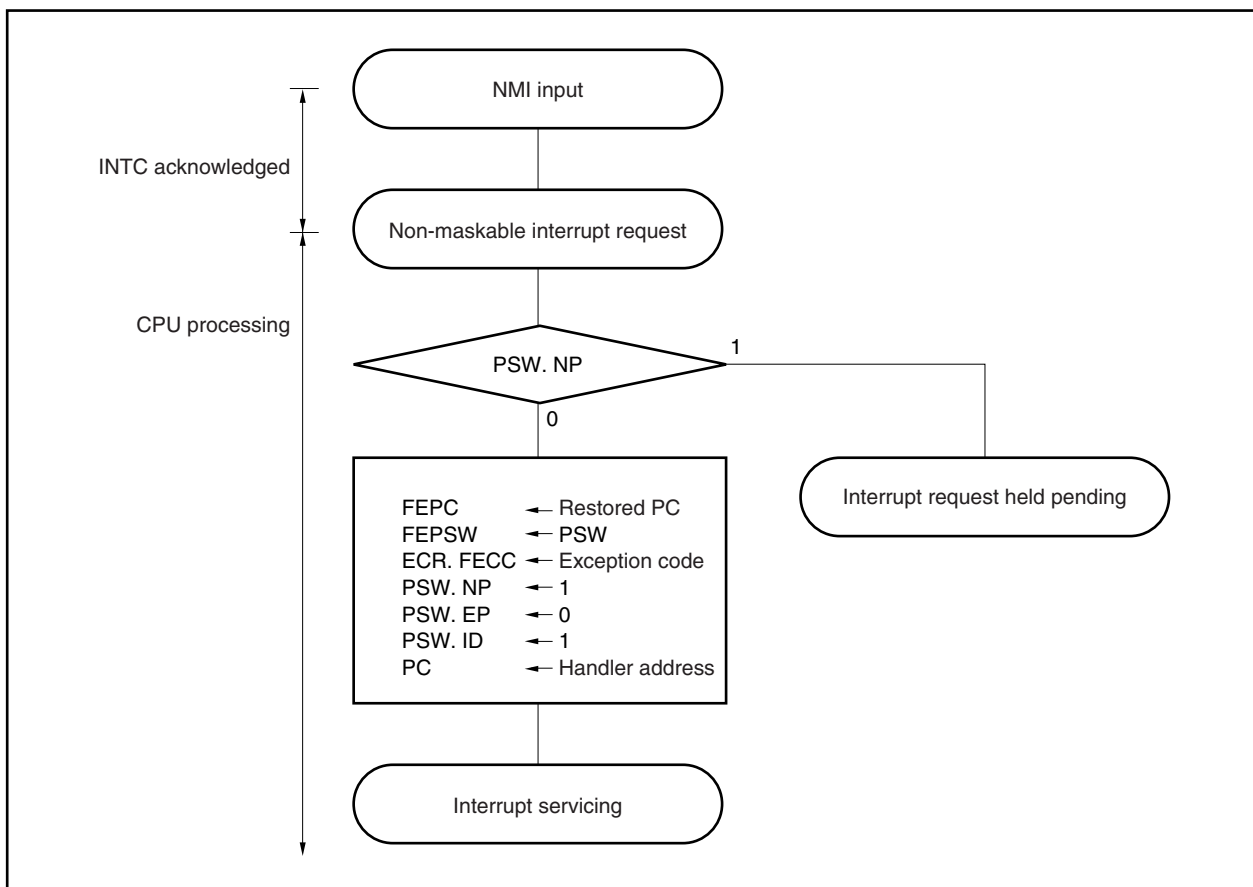 NMI input
INTC acknowledged
Non-maskable interrupt request
CPU processing
PSW. NP
1
0
FEPC ← Restored PC
FEPSW ← PSW
ECR. FECC ← Exception code
PSW. NP ← 1
PSW. EP ← 0
PSW. ID ← 1
PC ← Handler address
Interrupt request held pending
Interrupt servicing